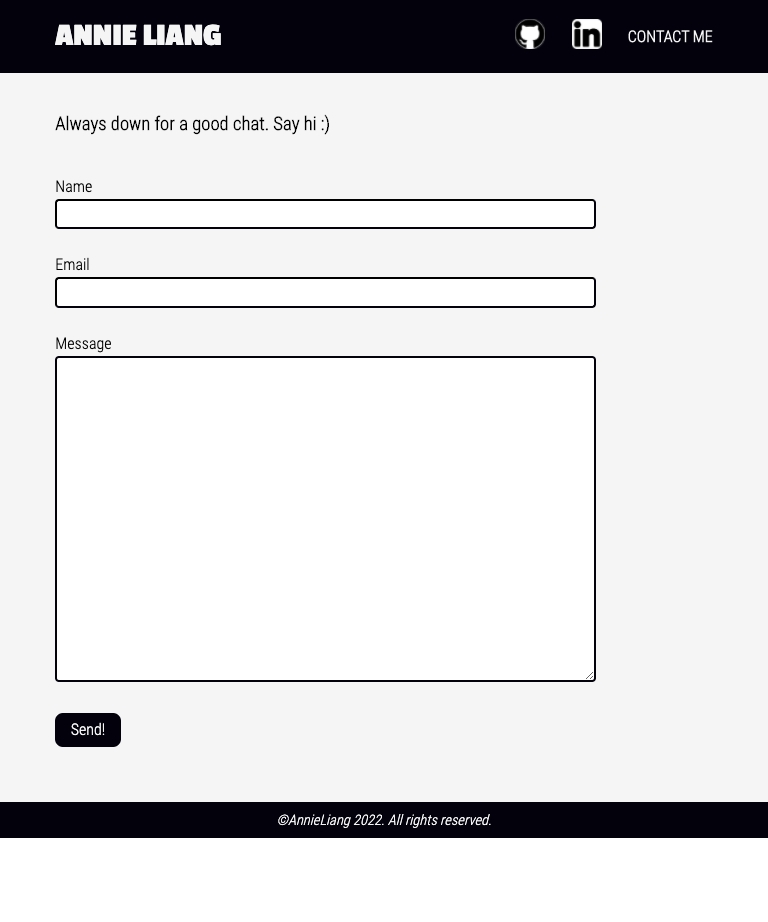 ANNIE LIANG
in
CONTACT ME
Always down for a good chat. Say hi :)
Name
Email
Message
Send!
©AnnieLiang 2022. All rights reserved.